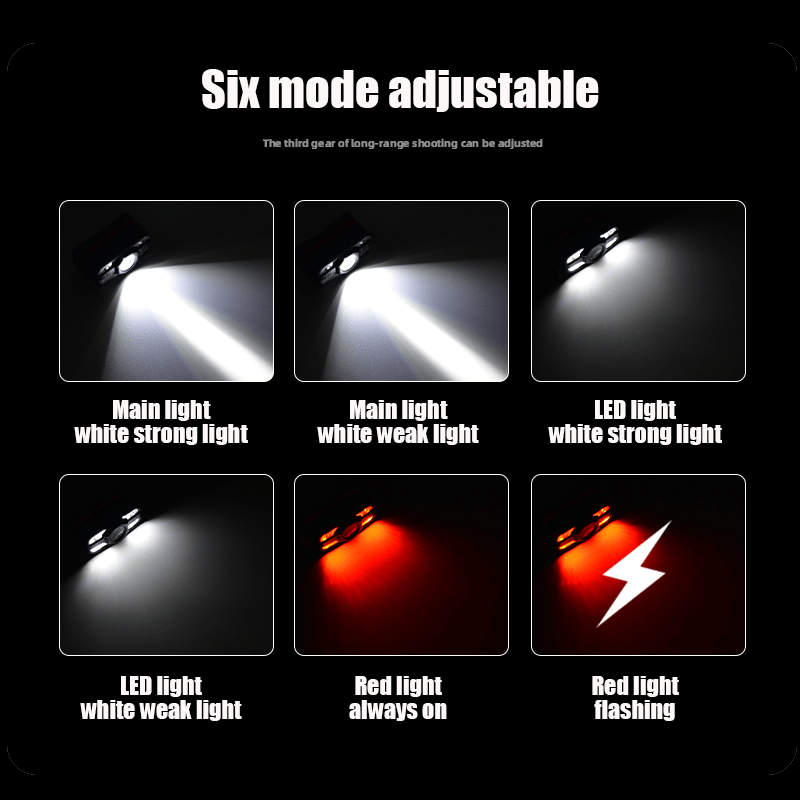 Six mode adjustable
The third gear of long-range shooting can be adjusted
Main light
white strong light
Main light
white weak light
LED light
white strong light
LED light
white weak light
Red light
always on
Red light
flashing